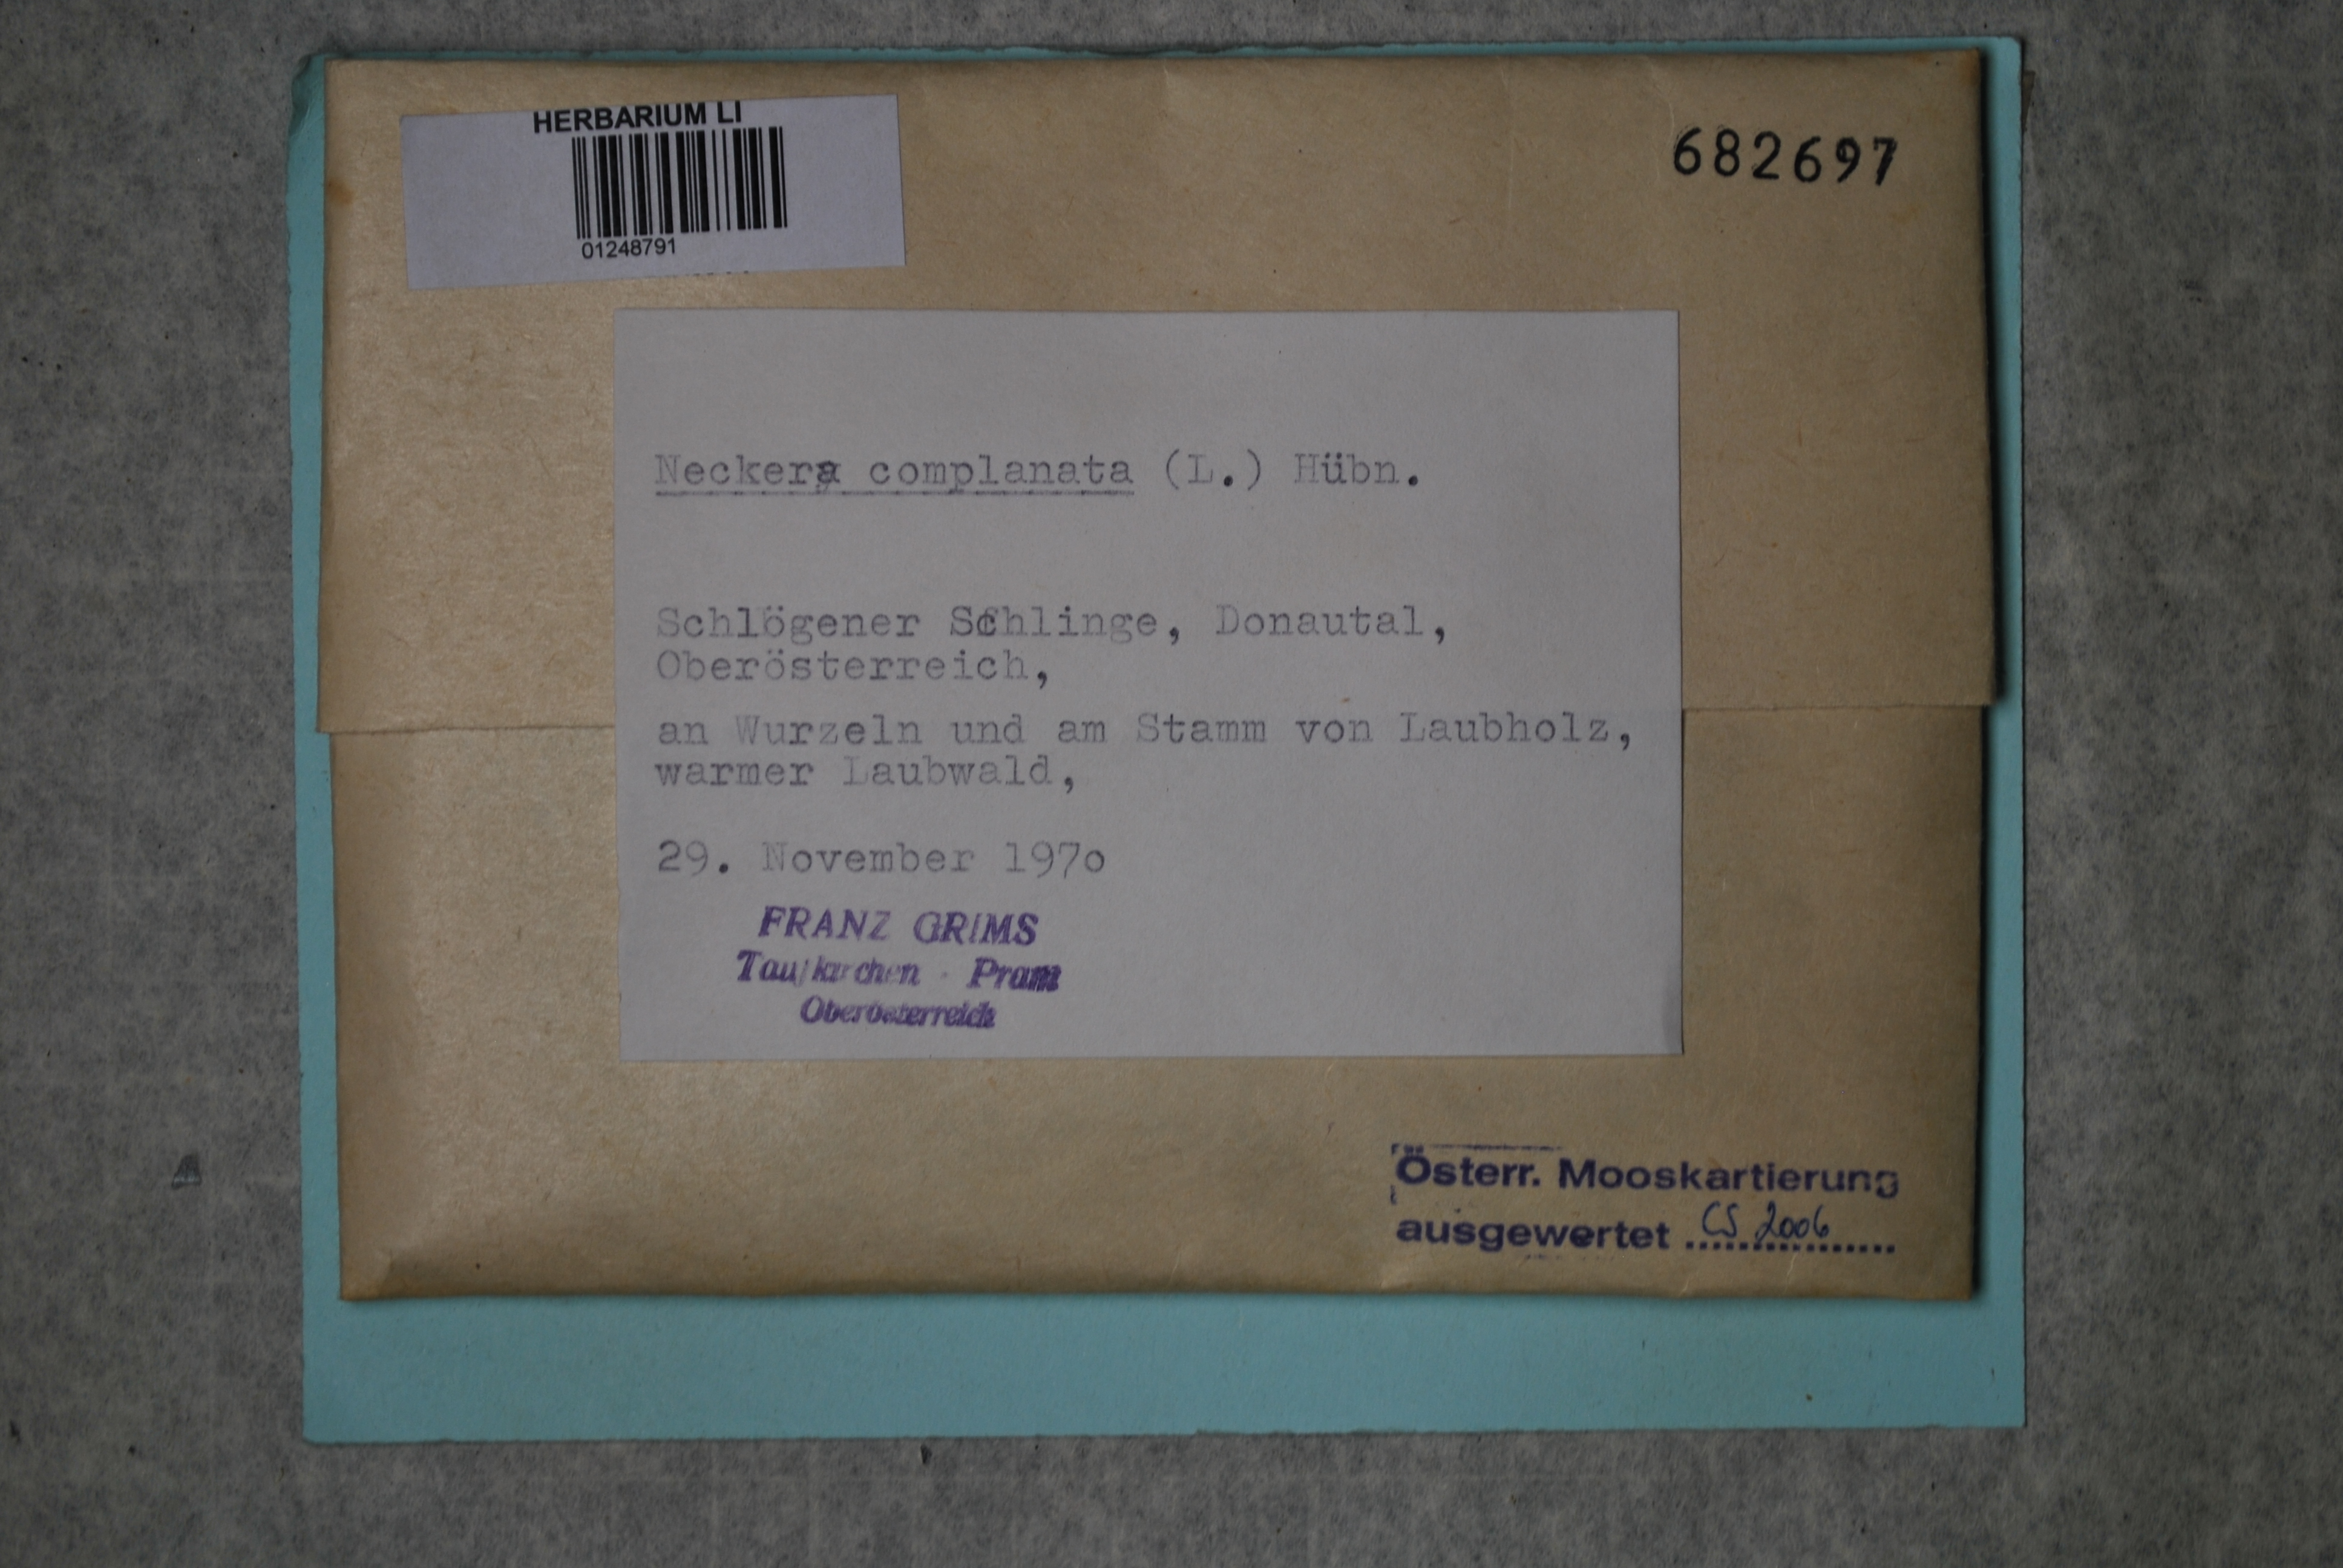 HERBARIUM LI
01248791
682697
Neckera complanata (L.) Hübn.
Schlögener Schlinge, Donautal,
Oberösterreich,
an Wurzeln und am Stamm von Laubholz,
warmer Laubwald,
29. November 1970
FRANZ GRIMS
Taufkirchen - Pram
Oberösterreich
Österr. Mooskartierung
ausgewertet CS 2006